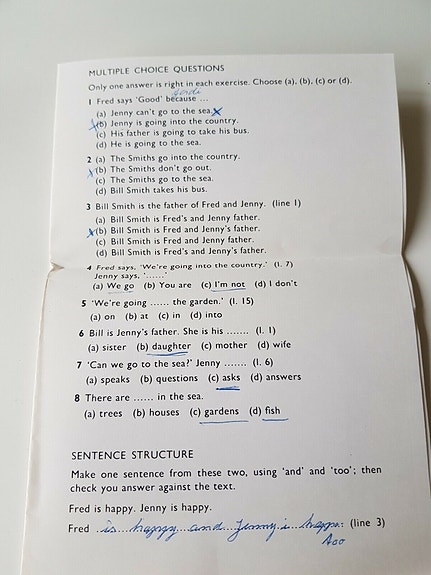 MULTIPLE CHOICE QUESTIONS
Only one answer is right in each exercise. Choose (a), (b), (c) or (d).
1 Fred says 'Good' because ...
(a) Jenny can't go to the sea. x
x (b) Jenny is going into the country.
(c) His father is going to take his bus.
(d) He is going to the sea.
2 (a) The Smiths go into the country.
x (b) The Smiths don't go out.
(c) The Smiths go to the sea.
(d) Bill Smith takes his bus.
3 Bill Smith is the father of Fred and Jenny. (line 1)
(a) Bill Smith is Fred's and Jenny father.
x (b) Bill Smith is Fred and Jenny's father.
(c) Bill Smith is Fred and Jenny father.
(d) Bill Smith is Fred and Jenny father.
4 Fred says, 'We're going into the country.' (l. 7)
Jenny says, '......'
(a) We go (b) You are (c) I'm not (d) I don't
5 'We're going ...... the garden.' (l. 15)
(a) on (b) at (c) in (d) into
6 Bill is Jenny's father. She is his ....... (l. 1)
(a) sister (b) daughter (c) mother (d) wife
7 'Can we go to the sea?' Jenny ....... (l. 6)
(a) speaks (b) questions (c) asks (d) answers
8 There are ...... in the sea.
(a) trees (b) houses (c) gardens (d) fish
SENTENCE STRUCTURE
Make one sentence from these two, using 'and' and 'too'; then
check you answer against the text.
Fred is happy. Jenny is happy.
Fred is happy and Jenny is happy. (line 3)
too